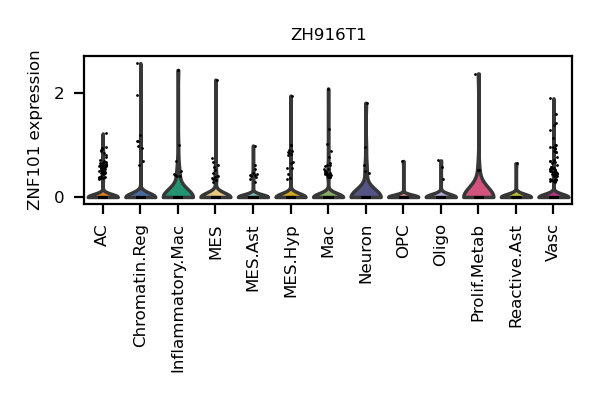 ZH916T1
ZNF101 expression
2
0
AC
Chromatin.Reg
Inflammatory.Mac
MES
MES.Ast
MES.Hyp
Mac
Neuron
OPC
Oligo
Prolif.Metab
Reactive.Ast
Vasc